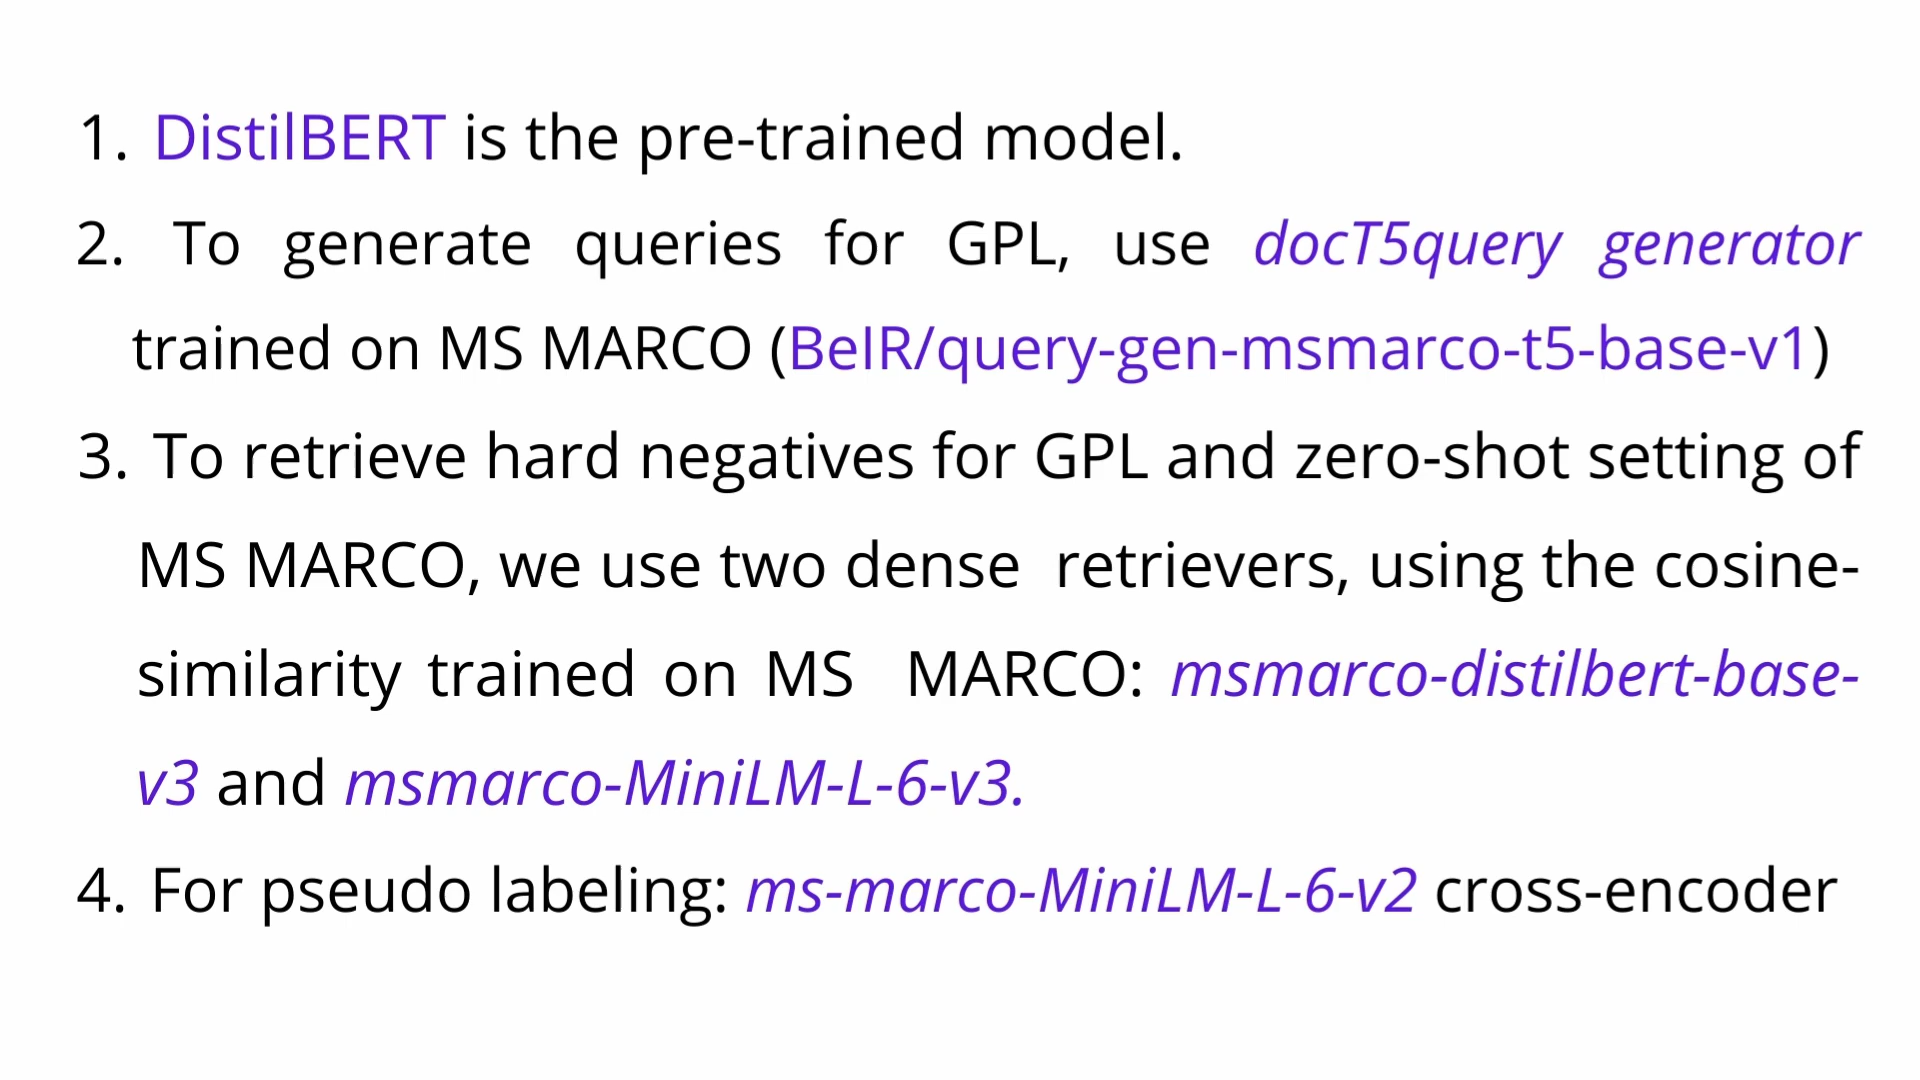 1. DistilBERT is the pre-trained model.
2. To generate queries for GPL, use docT5query generator
trained on MS MARCO (BeIR/query-gen-msmarco-t5-base-v1)
3. To retrieve hard negatives for GPL and zero-shot setting of
MS MARCO, we use two dense retrievers, using the cosine-
similarity trained on MS MARCO: msmarco-distilbert-base-
v3 and msmarco-MiniLM-L-6-v3.
4. For pseudo labeling: ms-marco-MiniLM-L-6-v2 cross-encoder